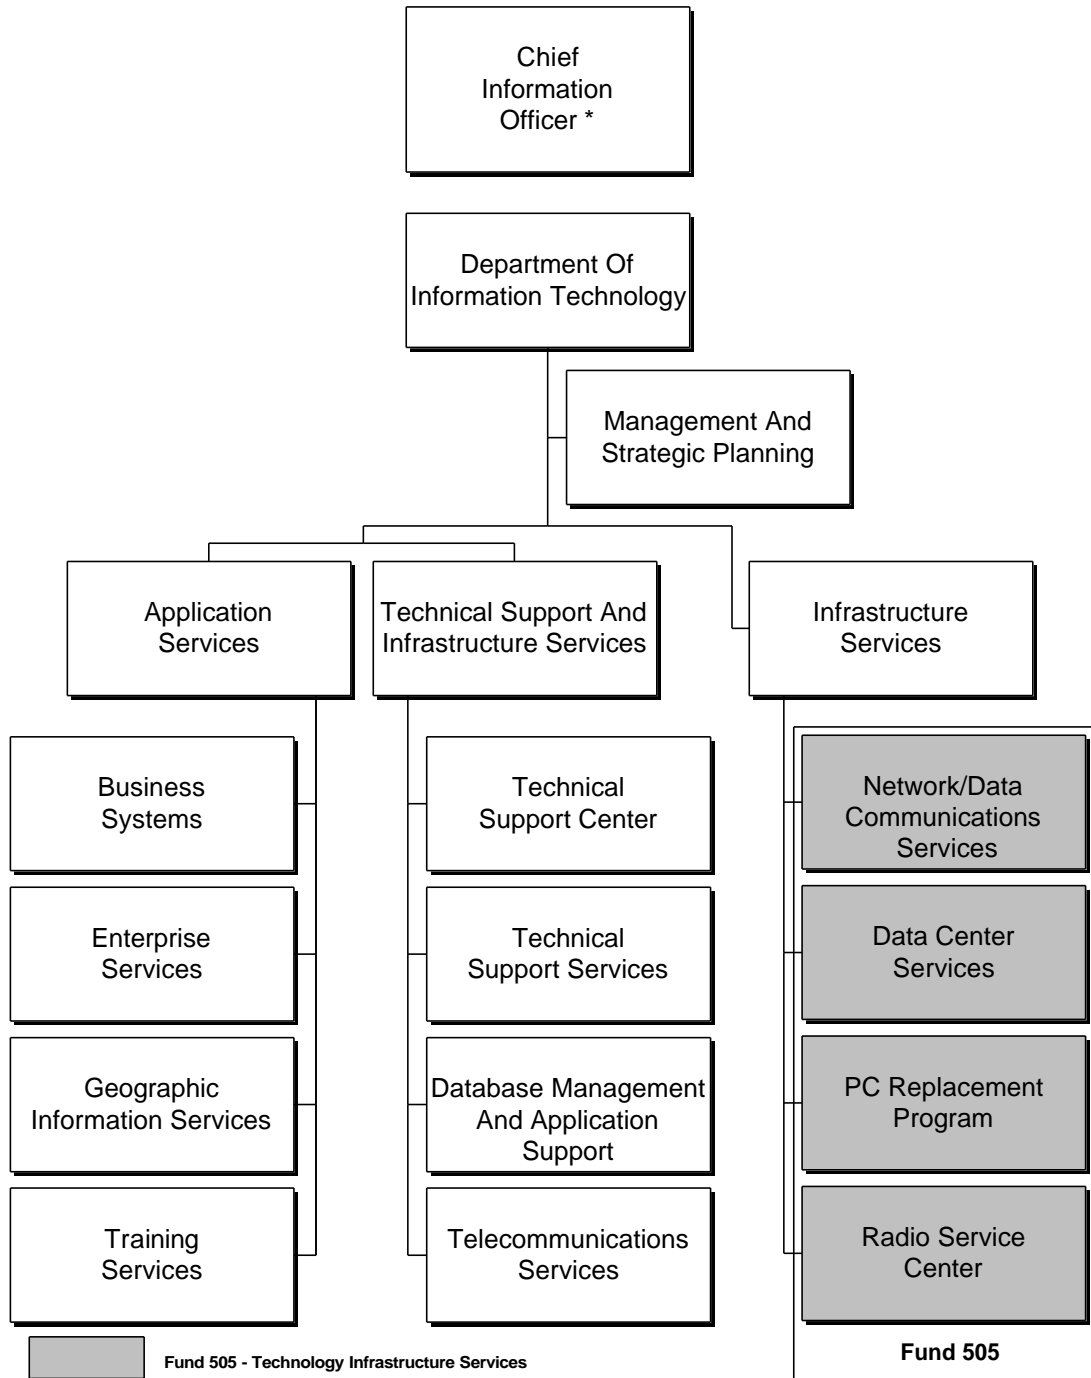 Chief
Information
Officer *
Department Of
Information Technology
Management And
Strategic Planning
Application
Services
Technical Support And
Infrastructure Services
Infrastructure
Services
Business
Systems
Technical
Support Center
Network/Data
Communications
Services
Enterprise
Services
Technical
Support Services
Data Center
Services
Geographic
Information Services
Database Management
And Application
Support
PC Replacement
Program
Training
Services
Telecommunications
Services
Radio Service
Center
Fund 505 - Technology Infrastructure Services
Fund 505